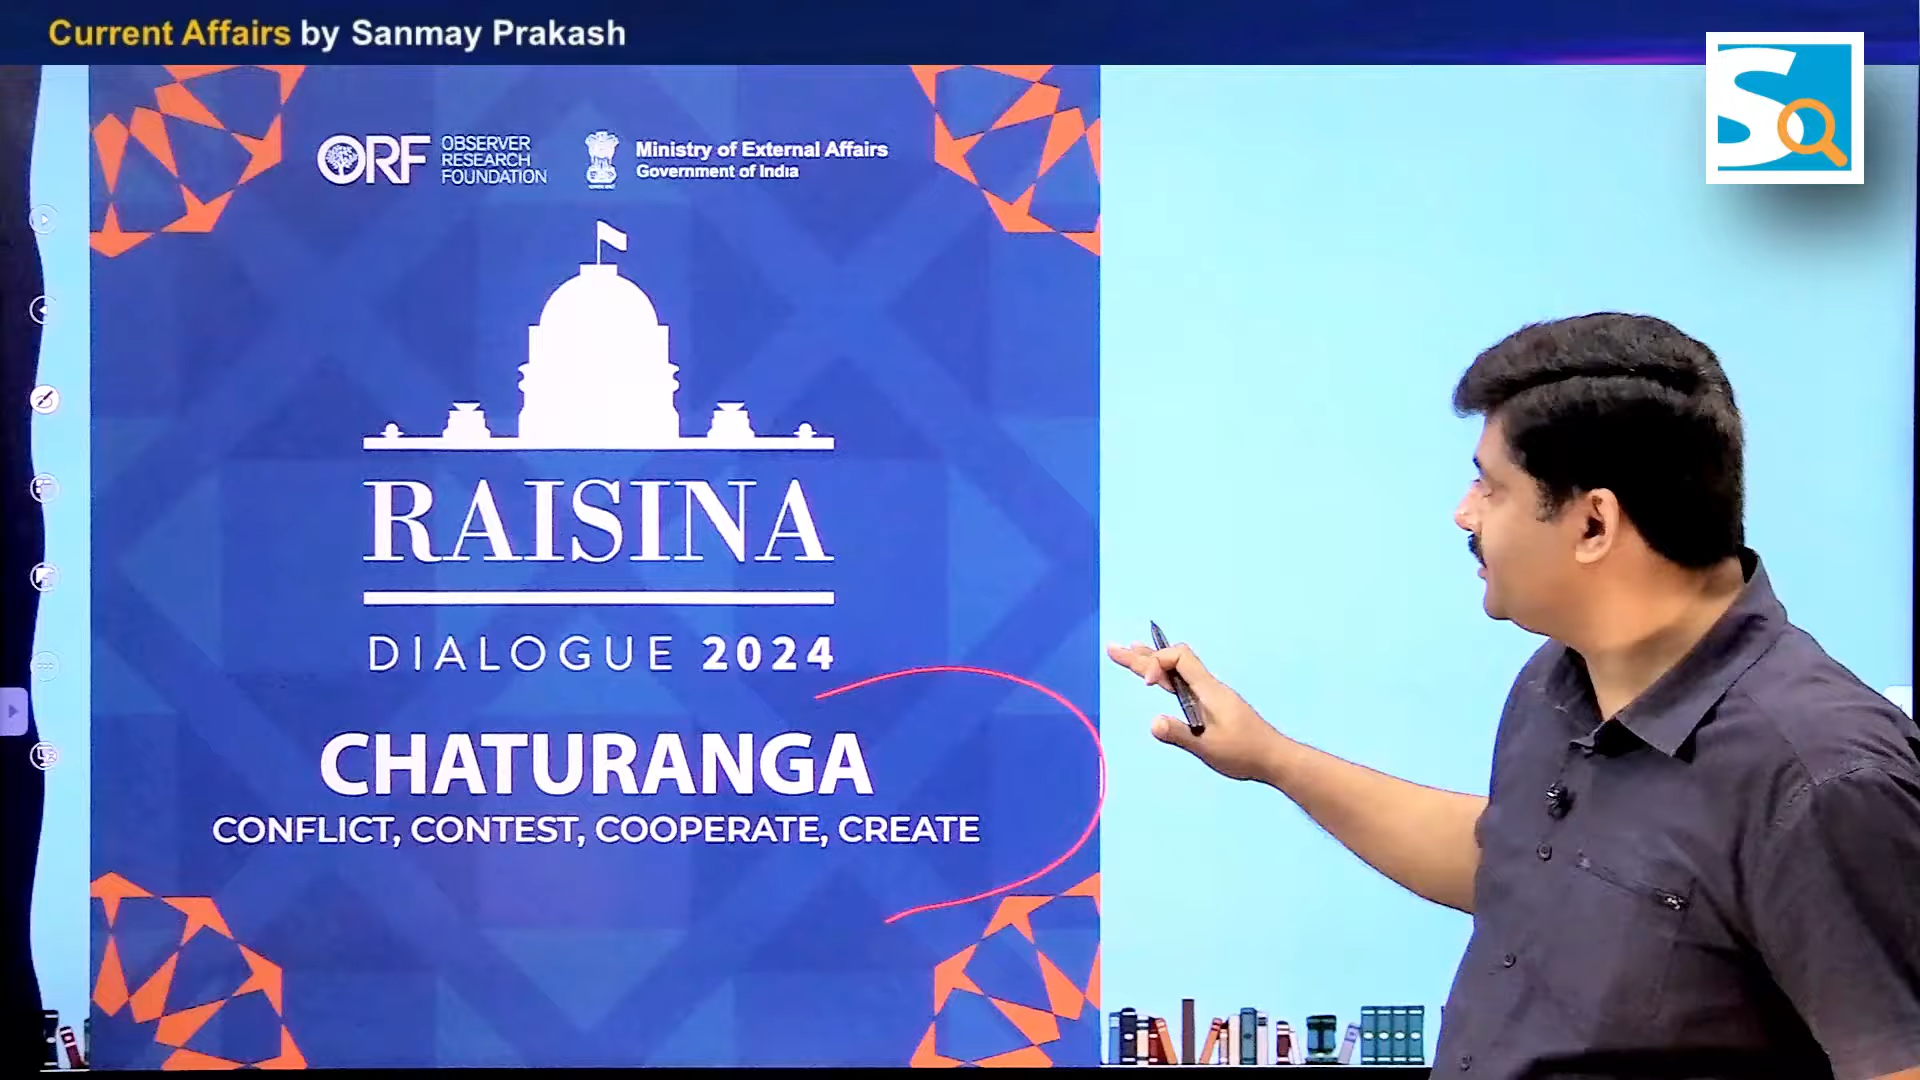 Current Affairs by Sanmay Prakash
SQ
ORF
OBSERVER
RESEARCH
FOUNDATION
Ministry of External Affairs
Government of India
RAISINA
DIALOGUE 2024
CHATURANGA
CONFLICT, CONTEST, COOPERATE, CREATE